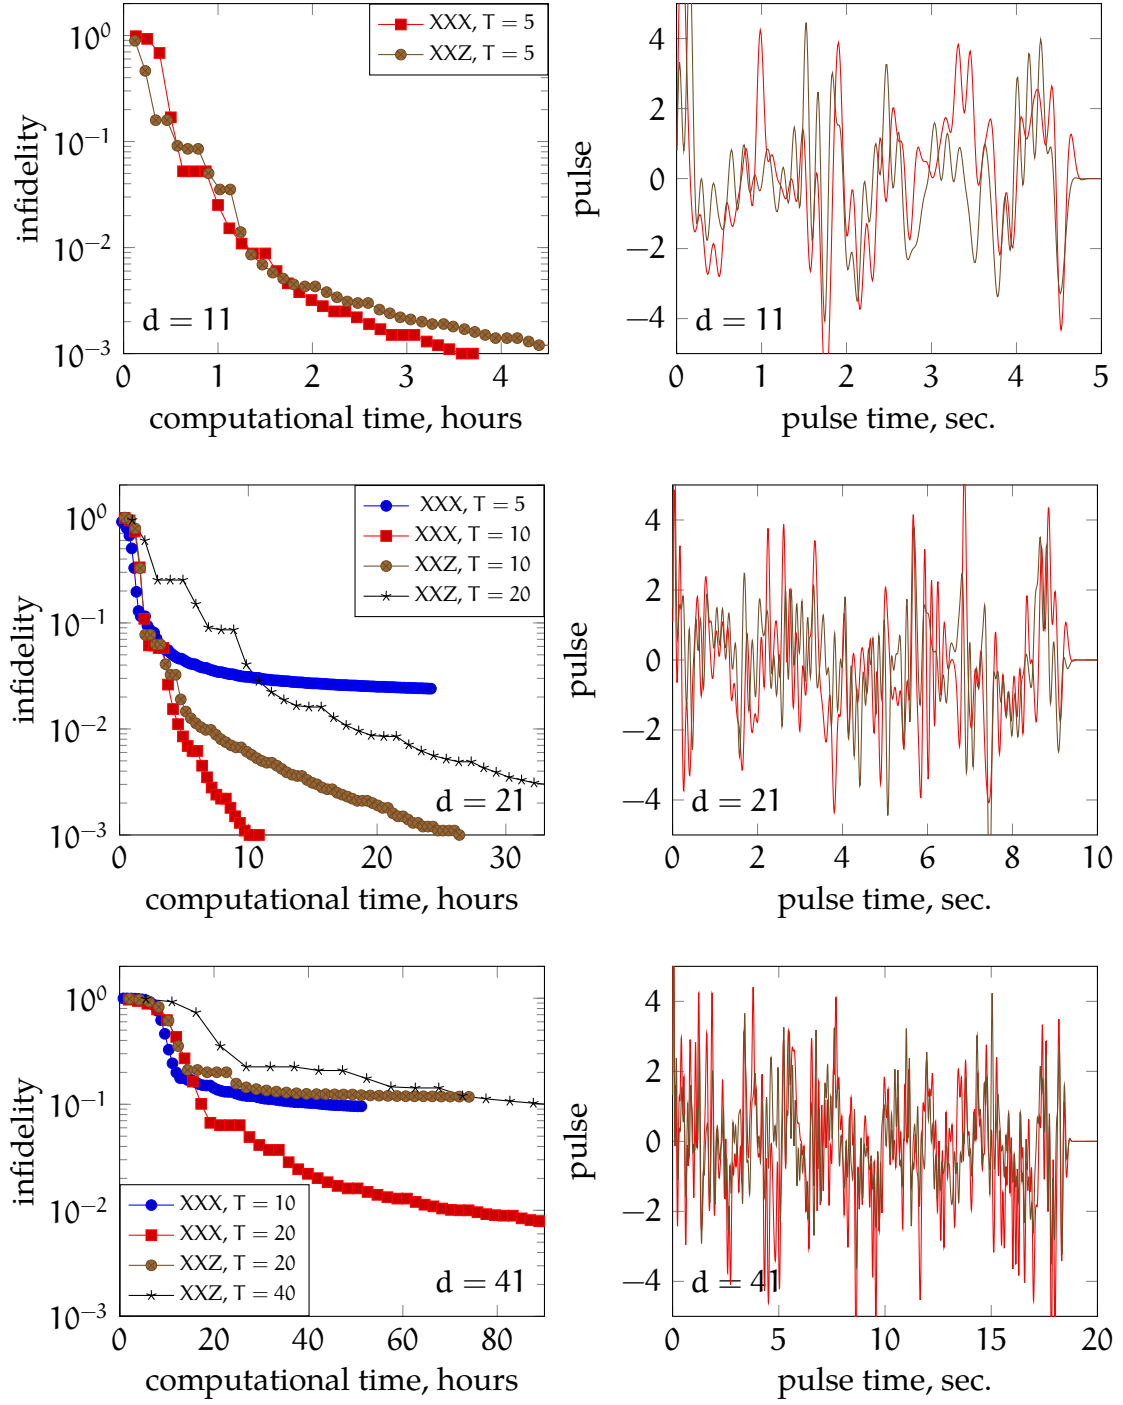 XXX, T = 5
XXZ, T = 5
infidelity
10^0
10^−1
10^−2
10^−3
d = 11
0 1 2 3 4
computational time, hours
pulse
4
2
0
−2
−4
d = 11
0 1 2 3 4 5
pulse time, sec.
XXX, T = 5
XXX, T = 10
XXZ, T = 10
XXZ, T = 20
infidelity
10^0
10^−1
10^−2
10^−3
d = 21
0 10 20 30
computational time, hours
pulse
4
2
0
−2
−4
d = 21
0 2 4 6 8 10
pulse time, sec.
infidelity
10^0
10^−1
10^−2
10^−3
XXX, T = 10
XXX, T = 20
XXZ, T = 20
XXZ, T = 40
d = 41
0 20 40 60 80
computational time, hours
pulse
4
2
0
−2
−4
d = 41
0 5 10 15 20
pulse time, sec.